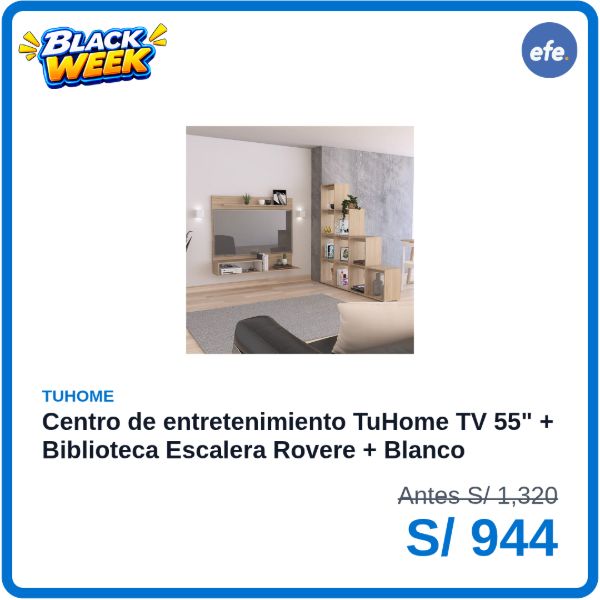 BLACK
WEEK
efe.
TUHOME
Centro de entretenimiento TuHome TV 55" +
Biblioteca Escalera Rovere + Blanco
Antes S/ 1,320
S/ 944